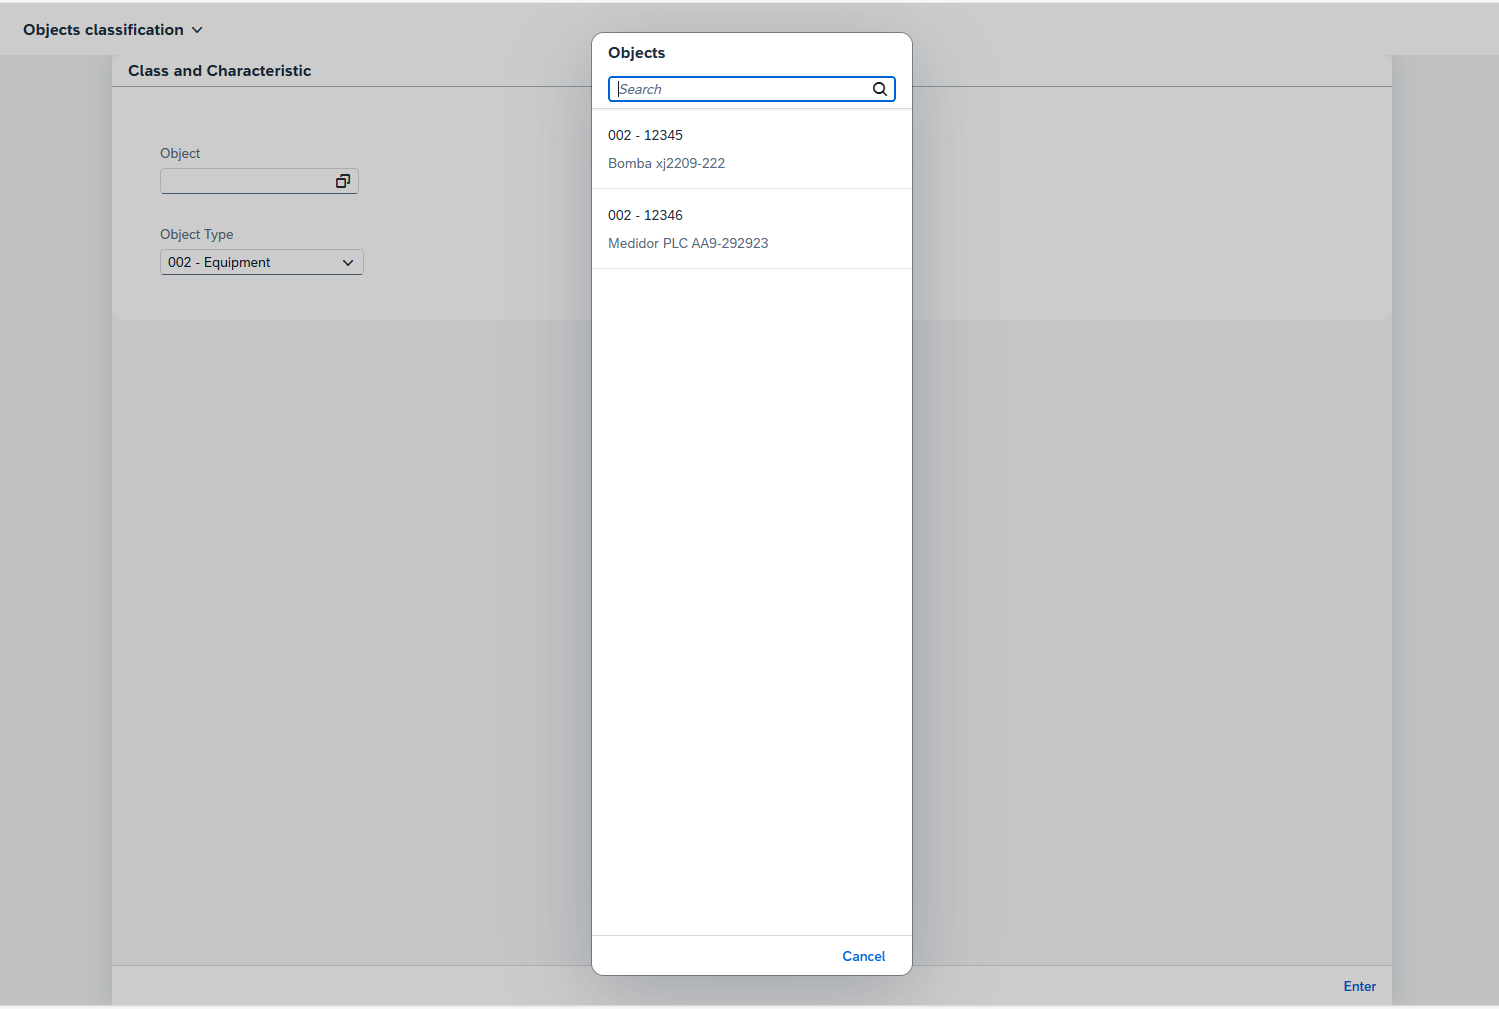 Objects classification
Class and Characteristic
Object
Object Type
002 - Equipment
Enter
Objects
Search
002 - 12345
Bomba xj2209-222
002 - 12346
Medidor PLC AA9-292923
Cancel